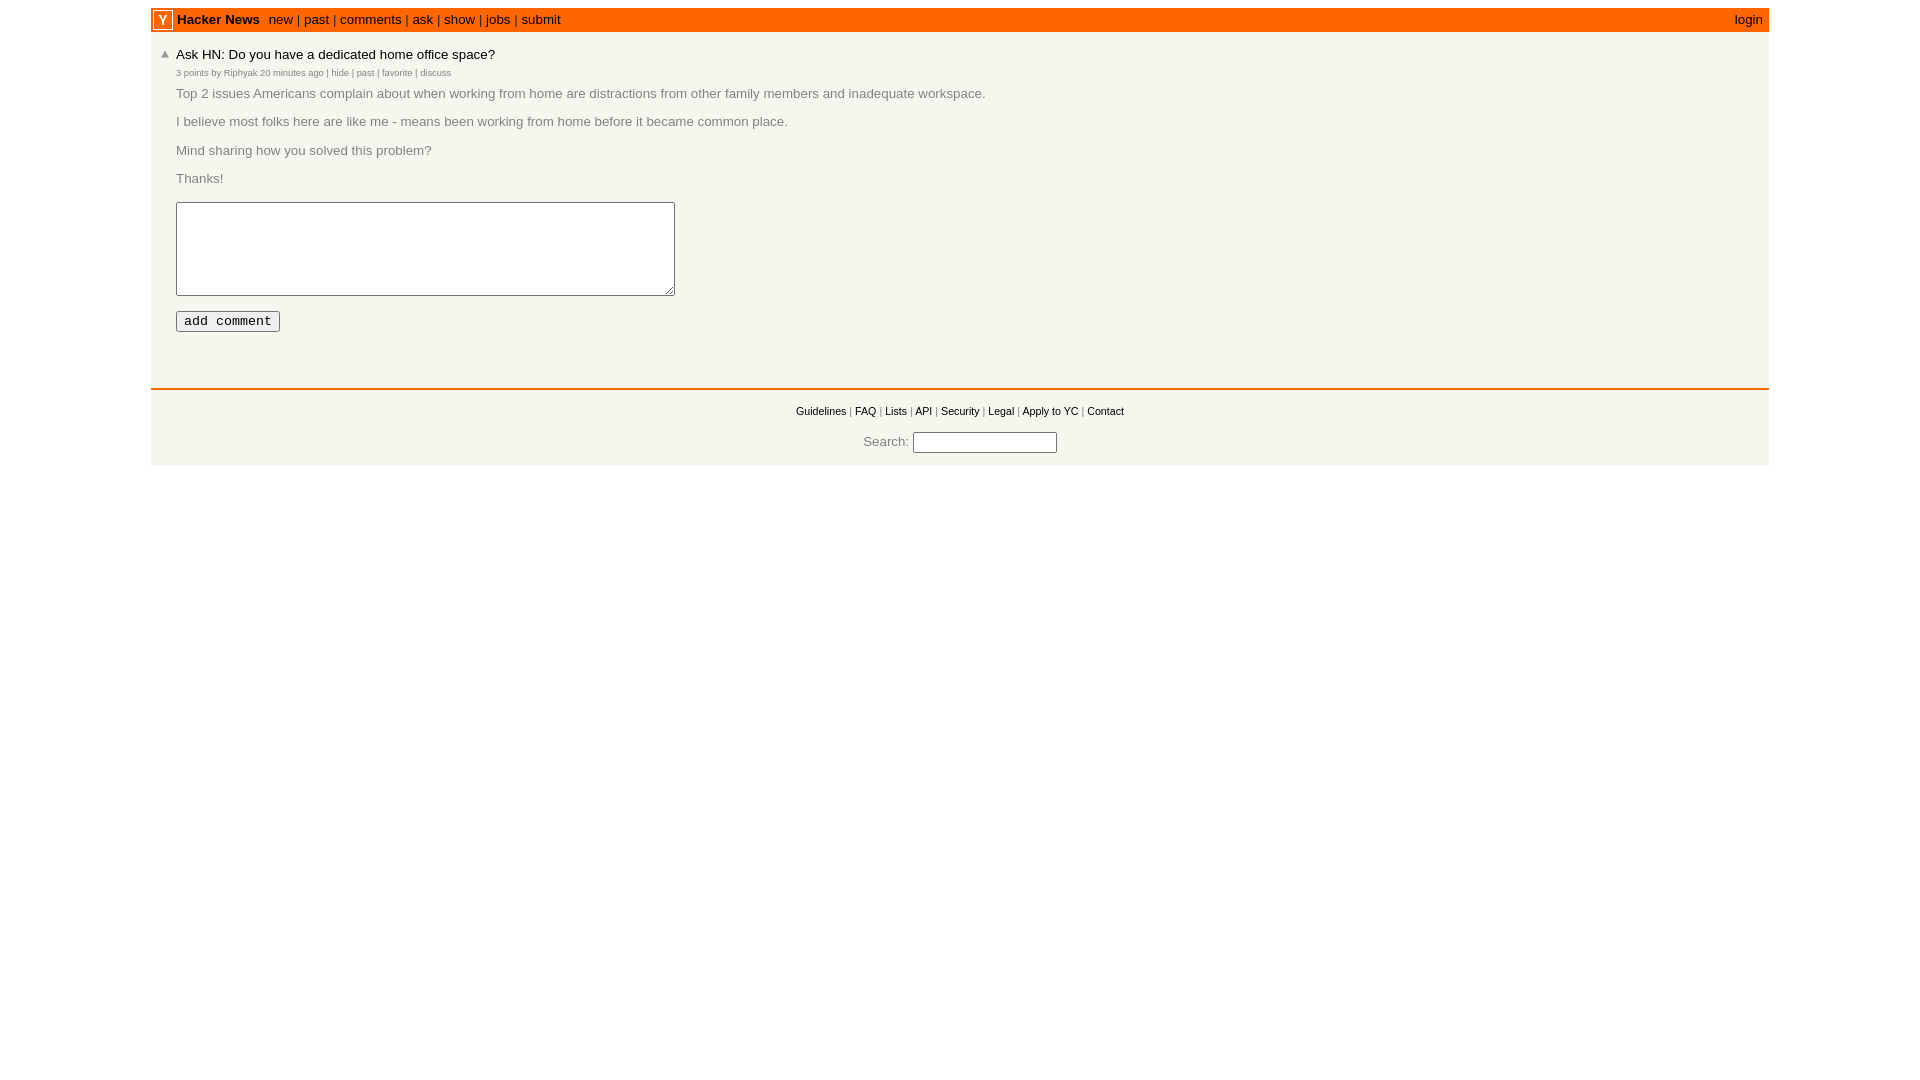 Y Hacker News new | past | comments | ask | show | jobs | submit login
Ask HN: Do you have a dedicated home office space?
3 points by Riphyak 20 minutes ago | hide | past | favorite | discuss
Top 2 issues Americans complain about when working from home are distractions from other family members and inadequate workspace.
I believe most folks here are like me - means been working from home before it became common place.
Mind sharing how you solved this problem?
Thanks!
add comment
Guidelines | FAQ | Lists | API | Security | Legal | Apply to YC | Contact
Search: